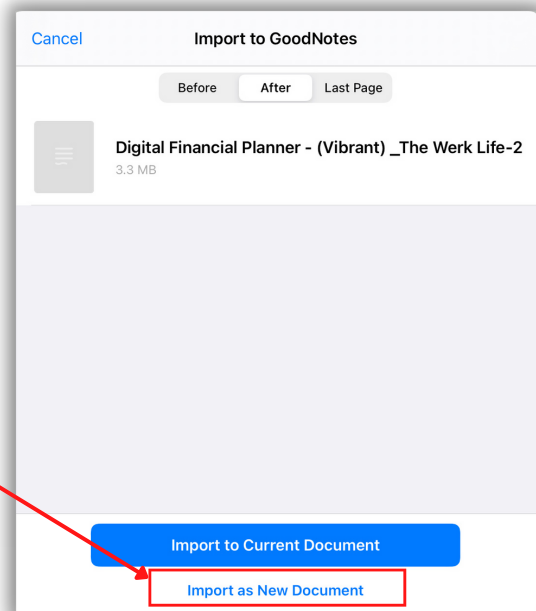 Cancel Import to GoodNotes
Before After Last Page
Digital Financial Planner - (Vibrant) _The Werk Life-2
3.3 MB
Import to Current Document
Import as New Document